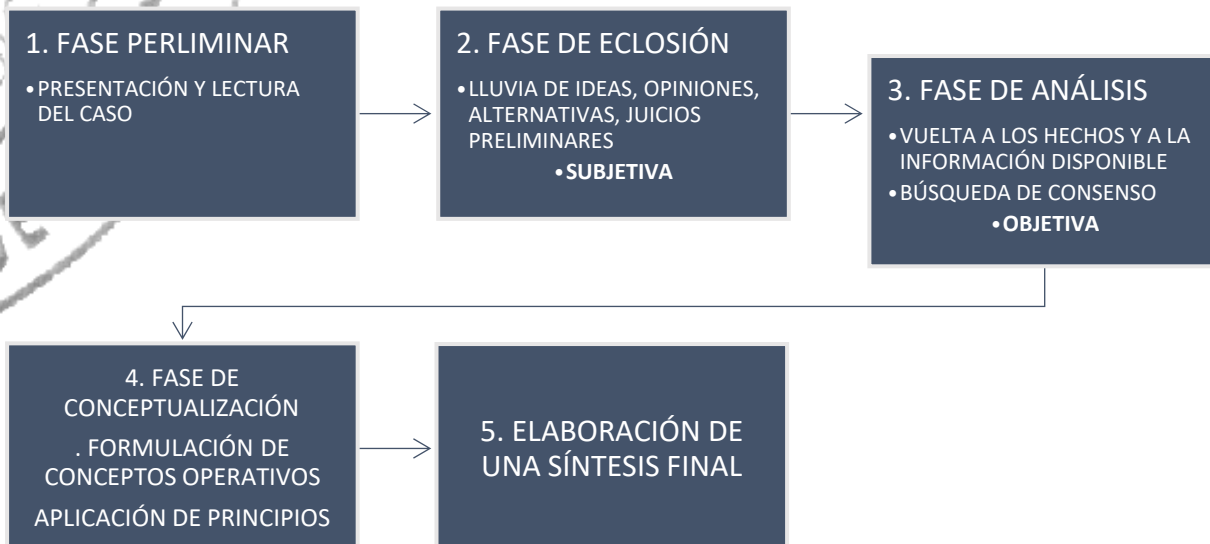 1. FASE PERLIMINAR
•PRESENTACIÓN Y LECTURA
DEL CASO
2. FASE DE ECLOSIÓN
•LLUVIA DE IDEAS, OPINIONES,
ALTERNATIVAS, JUICIOS
PRELIMINARES
•SUBJETIVA
3. FASE DE ANÁLISIS
•VUELTA A LOS HECHOS Y A LA
INFORMACIÓN DISPONIBLE
•BÚSQUEDA DE CONSENSO
•OBJETIVA
4. FASE DE
CONCEPTUALIZACIÓN
. FORMULACIÓN DE
CONCEPTOS OPERATIVOS
APLICACIÓN DE PRINCIPIOS
5. ELABORACIÓN DE
UNA SÍNTESIS FINAL